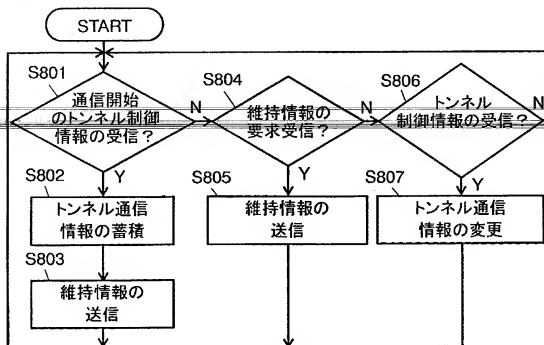 START
S801
通信開始
のトンネル制御
情報の受信?
N
Y
S802
トンネル通信
情報の蓄積
S803
維持情報の
送信
S804
維持情報の
要求受信?
N
Y
S805
維持情報の
送信
S806
トンネル
制御情報の受信?
N
Y
S807
トンネル通信
情報の変更